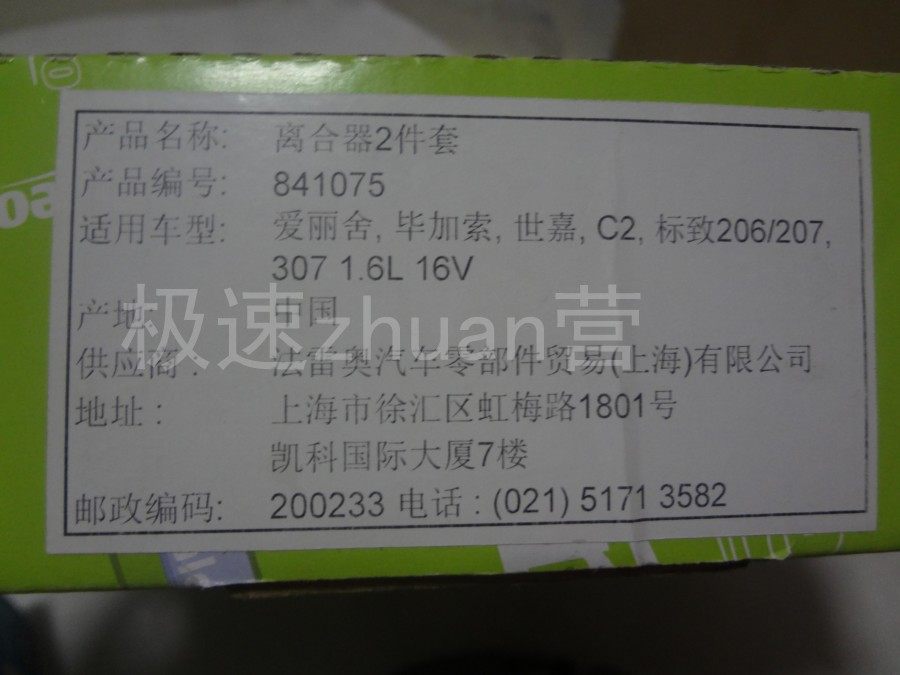 产品名称: 离合器2件套
产品编号: 841075
适用车型: 爱丽舍, 毕加索, 世嘉, C2, 标致206/207,
307 1.6L 16V
产地: 中国
极速zhuan营
供应商: 法雷奥汽车零部件贸易(上海)有限公司
地址: 上海市徐汇区虹梅路1801号
凯科国际大厦7楼
邮政编码: 200233 电话: (021) 5171 3582